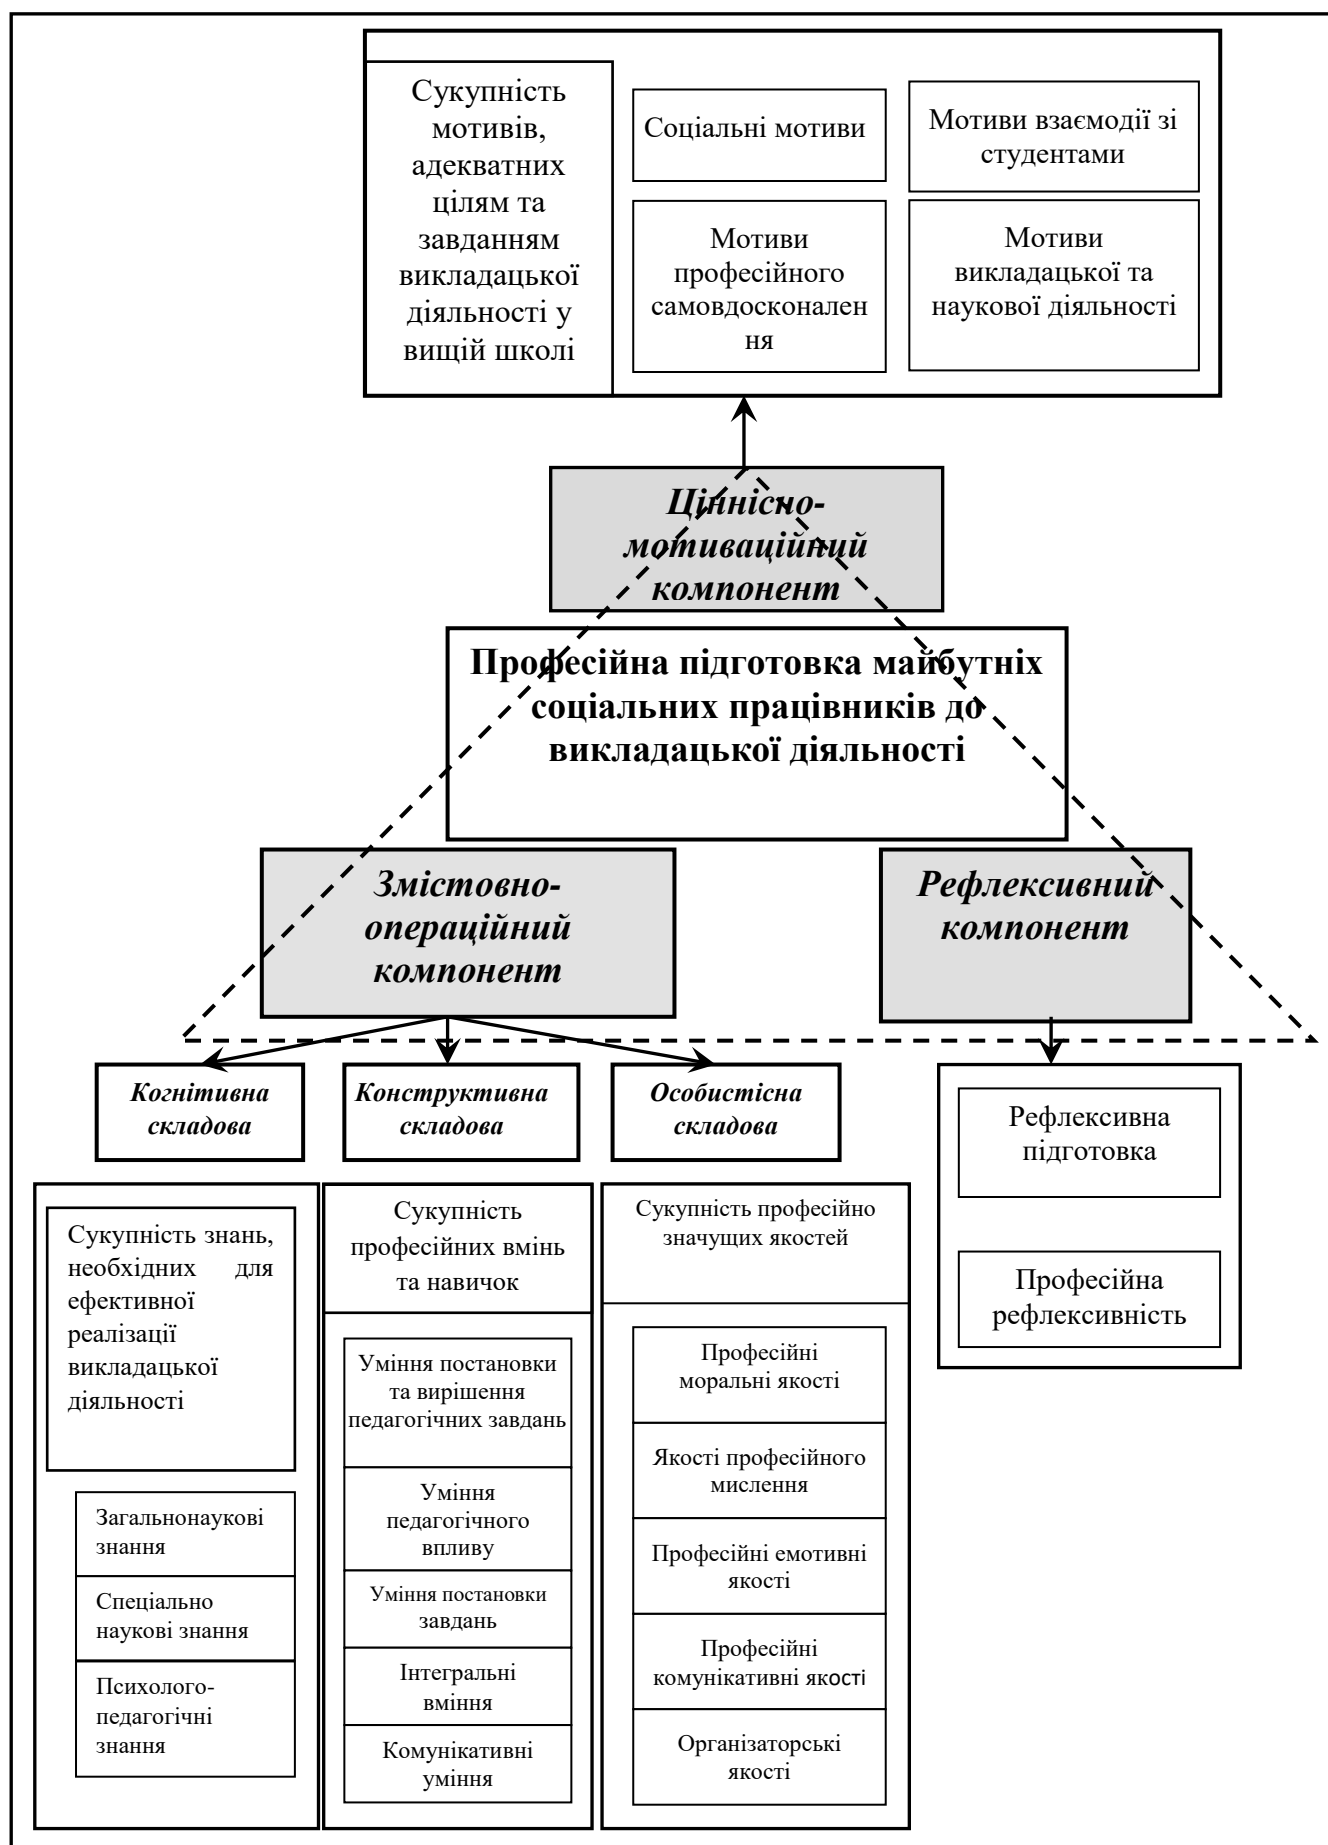 Сукупність
мотивів,
адекватних
цілям та
завданням
викладацької
діяльності у
вищій школі
Соціальні мотиви
Мотиви взаємодії зі
студентами
Мотиви
професійного
самовдосконален
ня
Мотиви
викладацької та
наукової діяльності
Ціннісно-
мотиваційний
компонент
Професійна підготовка майбутніх
соціальних працівників до
викладацької діяльності
Змістовно-
операційний
компонент
Рефлексивний
компонент
Когнітивна
складова
Конструктивна
складова
Особистісна
складова
Рефлексивна
підготовка
Професійна
рефлексивність
Сукупність знань,
необхідних для
ефективної
реалізації
викладацької
діяльності
Загальнонаукові
знання
Спеціально
наукові знання
Психолого-
педагогічні
знання
Сукупність
професійних вмінь
та навичок
Уміння постановки
та вирішення
педагогічних завдань
Уміння
педагогічного
впливу
Уміння постановки
завдань
Інтегральні
вміння
Комунікативні
уміння
Сукупність професійно
значущих якостей
Професійні
моральні якості
Якості професійного
мислення
Професійні емотивні
якості
Професійні
комунікативні якості
Організаторські
якості